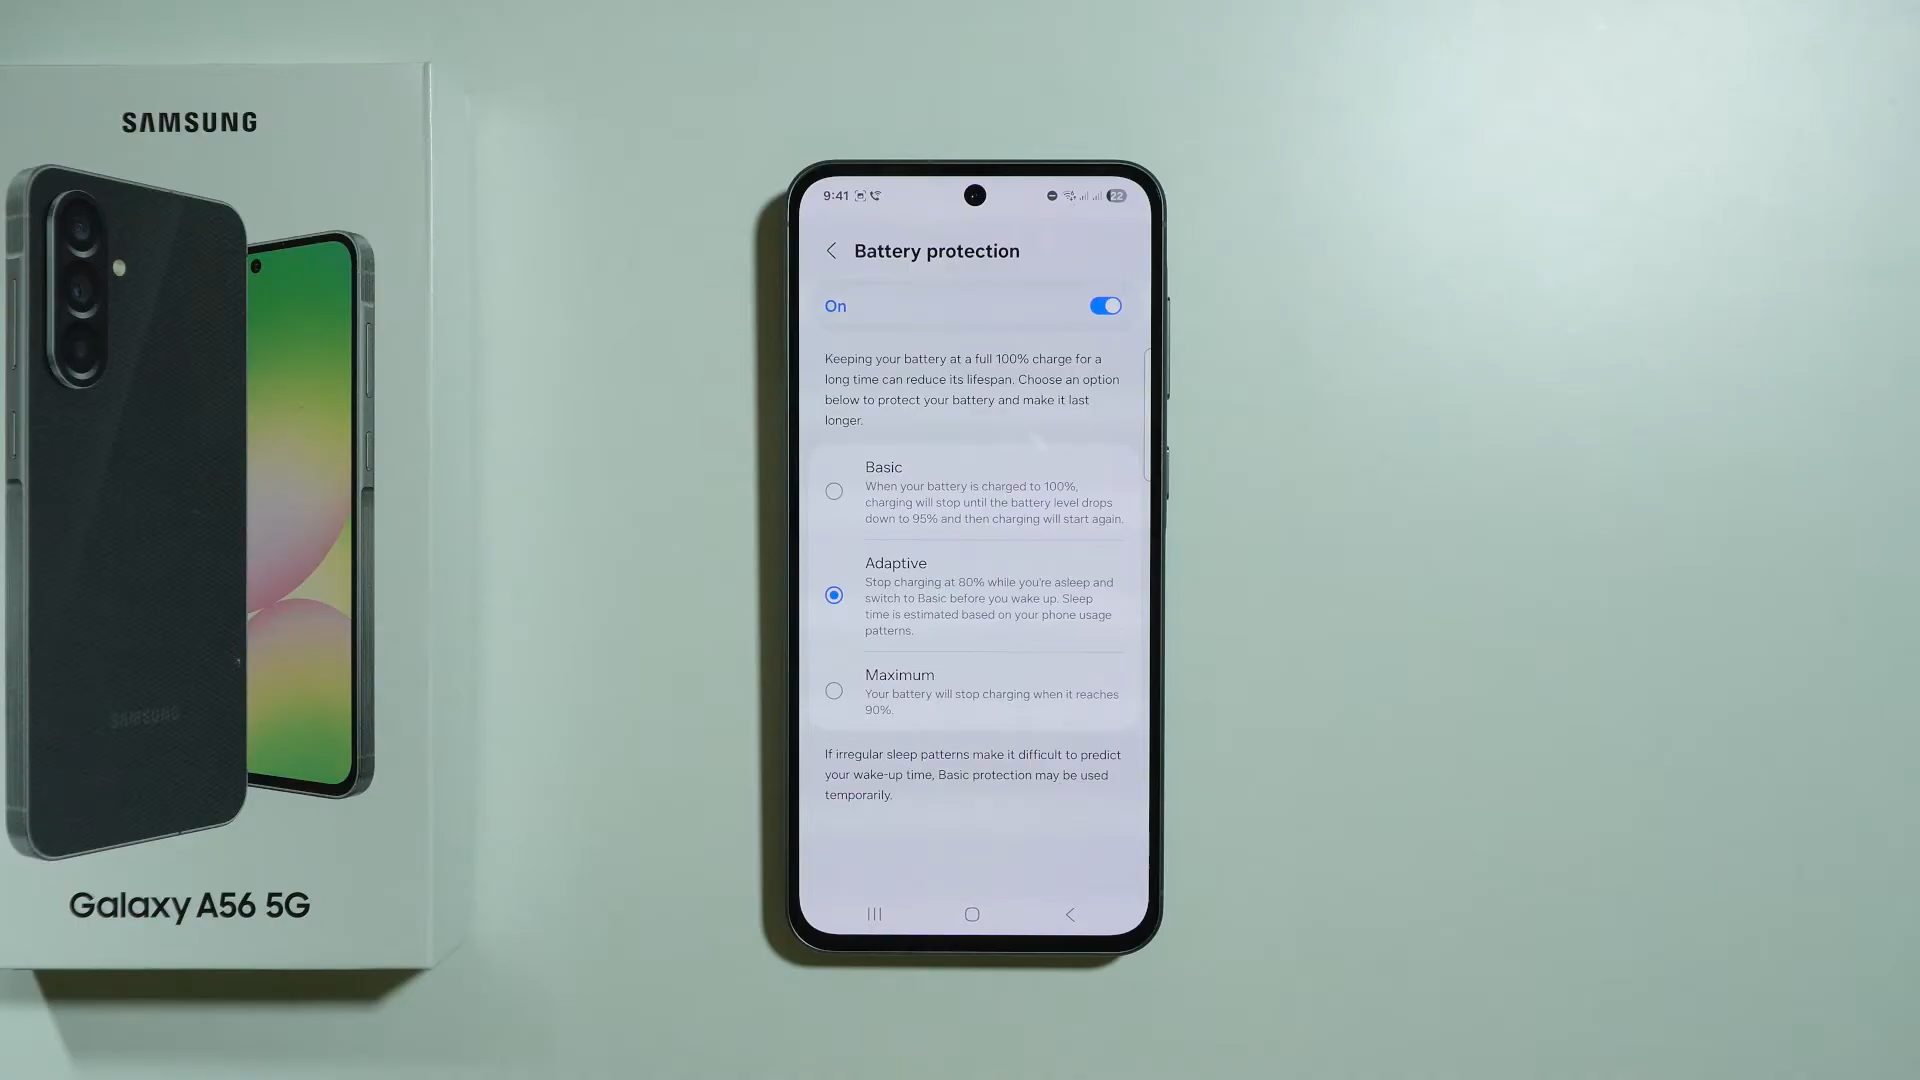 SAMSUNG
SAMSUNG
Galaxy A56 5G
9:41
22
Battery protection
On
Keeping your battery at a full 100% charge for a
long time can reduce its lifespan. Choose an option
below to protect your battery and make it last
longer.
Basic
When your battery is charged to 100%,
charging will stop until the battery level drops
down to 95% and then charging will start again.
Adaptive
Stop charging at 80% while you're asleep and
switch to Basic before you wake up. Sleep
time is estimated based on your phone usage
patterns.
Maximum
Your battery will stop charging when it reaches
90%.
If irregular sleep patterns make it difficult to predict
your wake-up time, Basic protection may be used
temporarily.